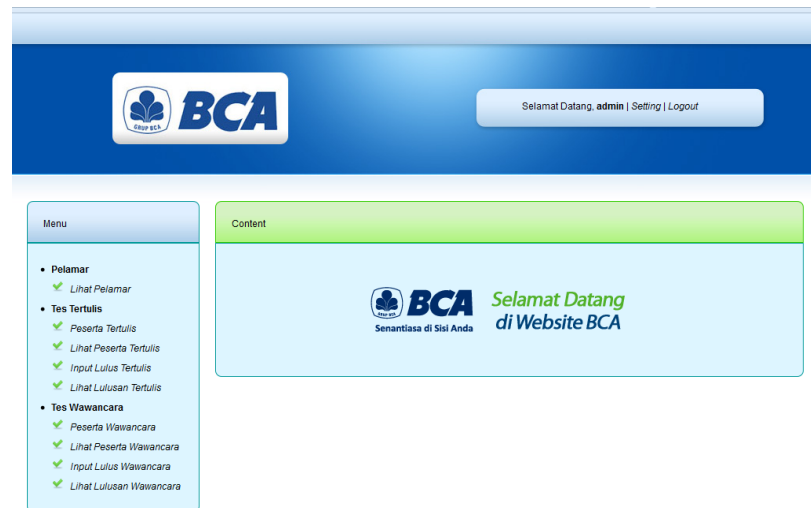 GRUP BCA
BCA
Selamat Datang, admin | Setting | Logout
Menu
Pelamar
Lihat Pelamar
Tes Tertulis
Peserta Tertulis
Lihat Peserta Tertulis
Input Lulus Tertulis
Lihat Lulusan Tertulis
Tes Wawancara
Peserta Wawancara
Lihat Peserta Wawancara
Input Lulus Wawancara
Lihat Lulusan Wawancara
Content
GRUP BCA
BCA
Senantiasa di Sisi Anda
Selamat Datang
di Website BCA